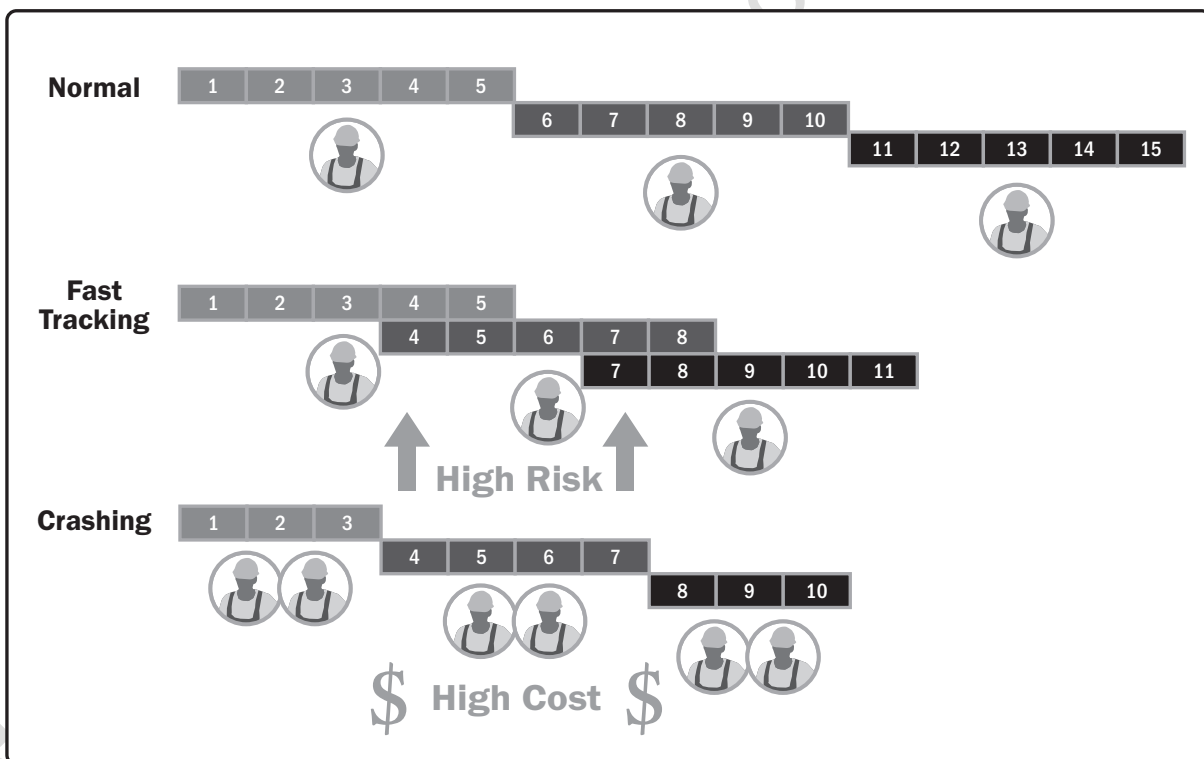 Normal
1 2 3 4 5
6 7 8 9 10
11 12 13 14 15
Fast
Tracking
1 2 3 4 5
4 5 6 7 8
7 8 9 10 11
High Risk
Crashing
1 2 3
4 5 6 7
8 9 10
$ High Cost $